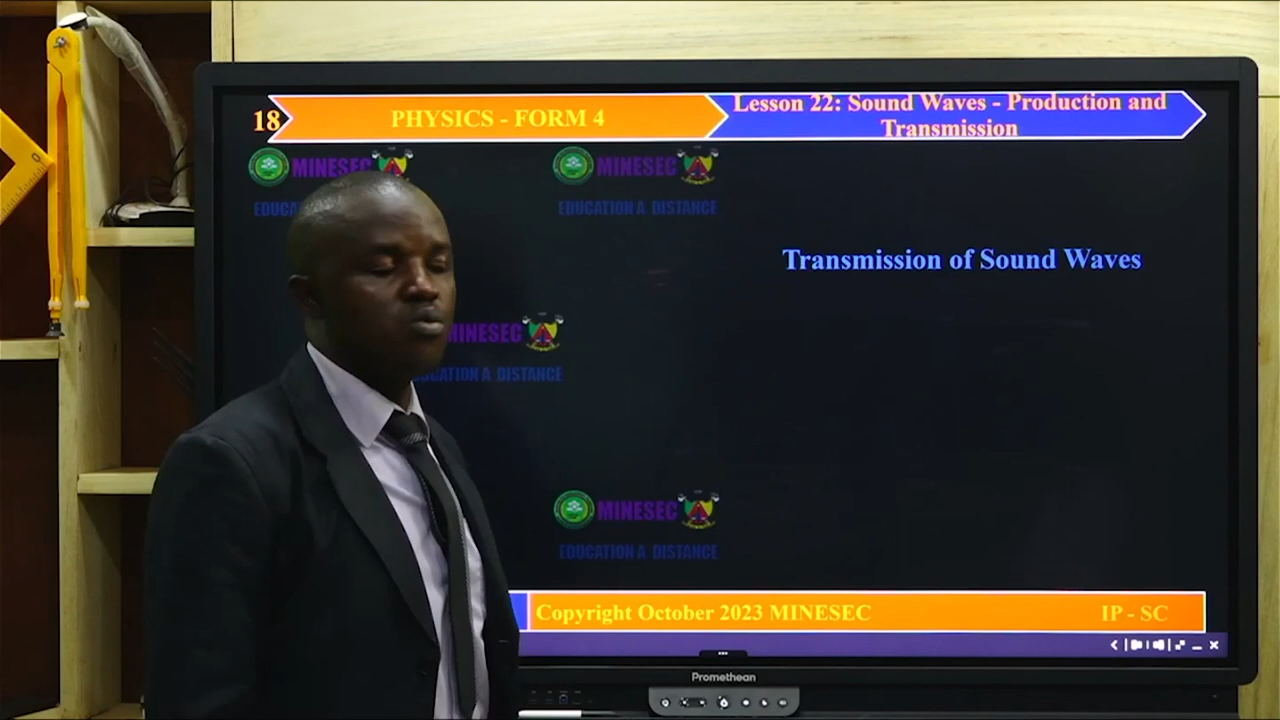 18
PHYSICS - FORM 4
Lesson 22: Sound Waves - Production and
Transmission
MINESEC
MINESEC
EDUCATION A DISTANCE
Transmission of Sound Waves
MINESEC
A DISTANCE
MINESEC
EDUCATION A DISTANCE
Copyright October 2023 MINESEC
IP - SC
Promethean